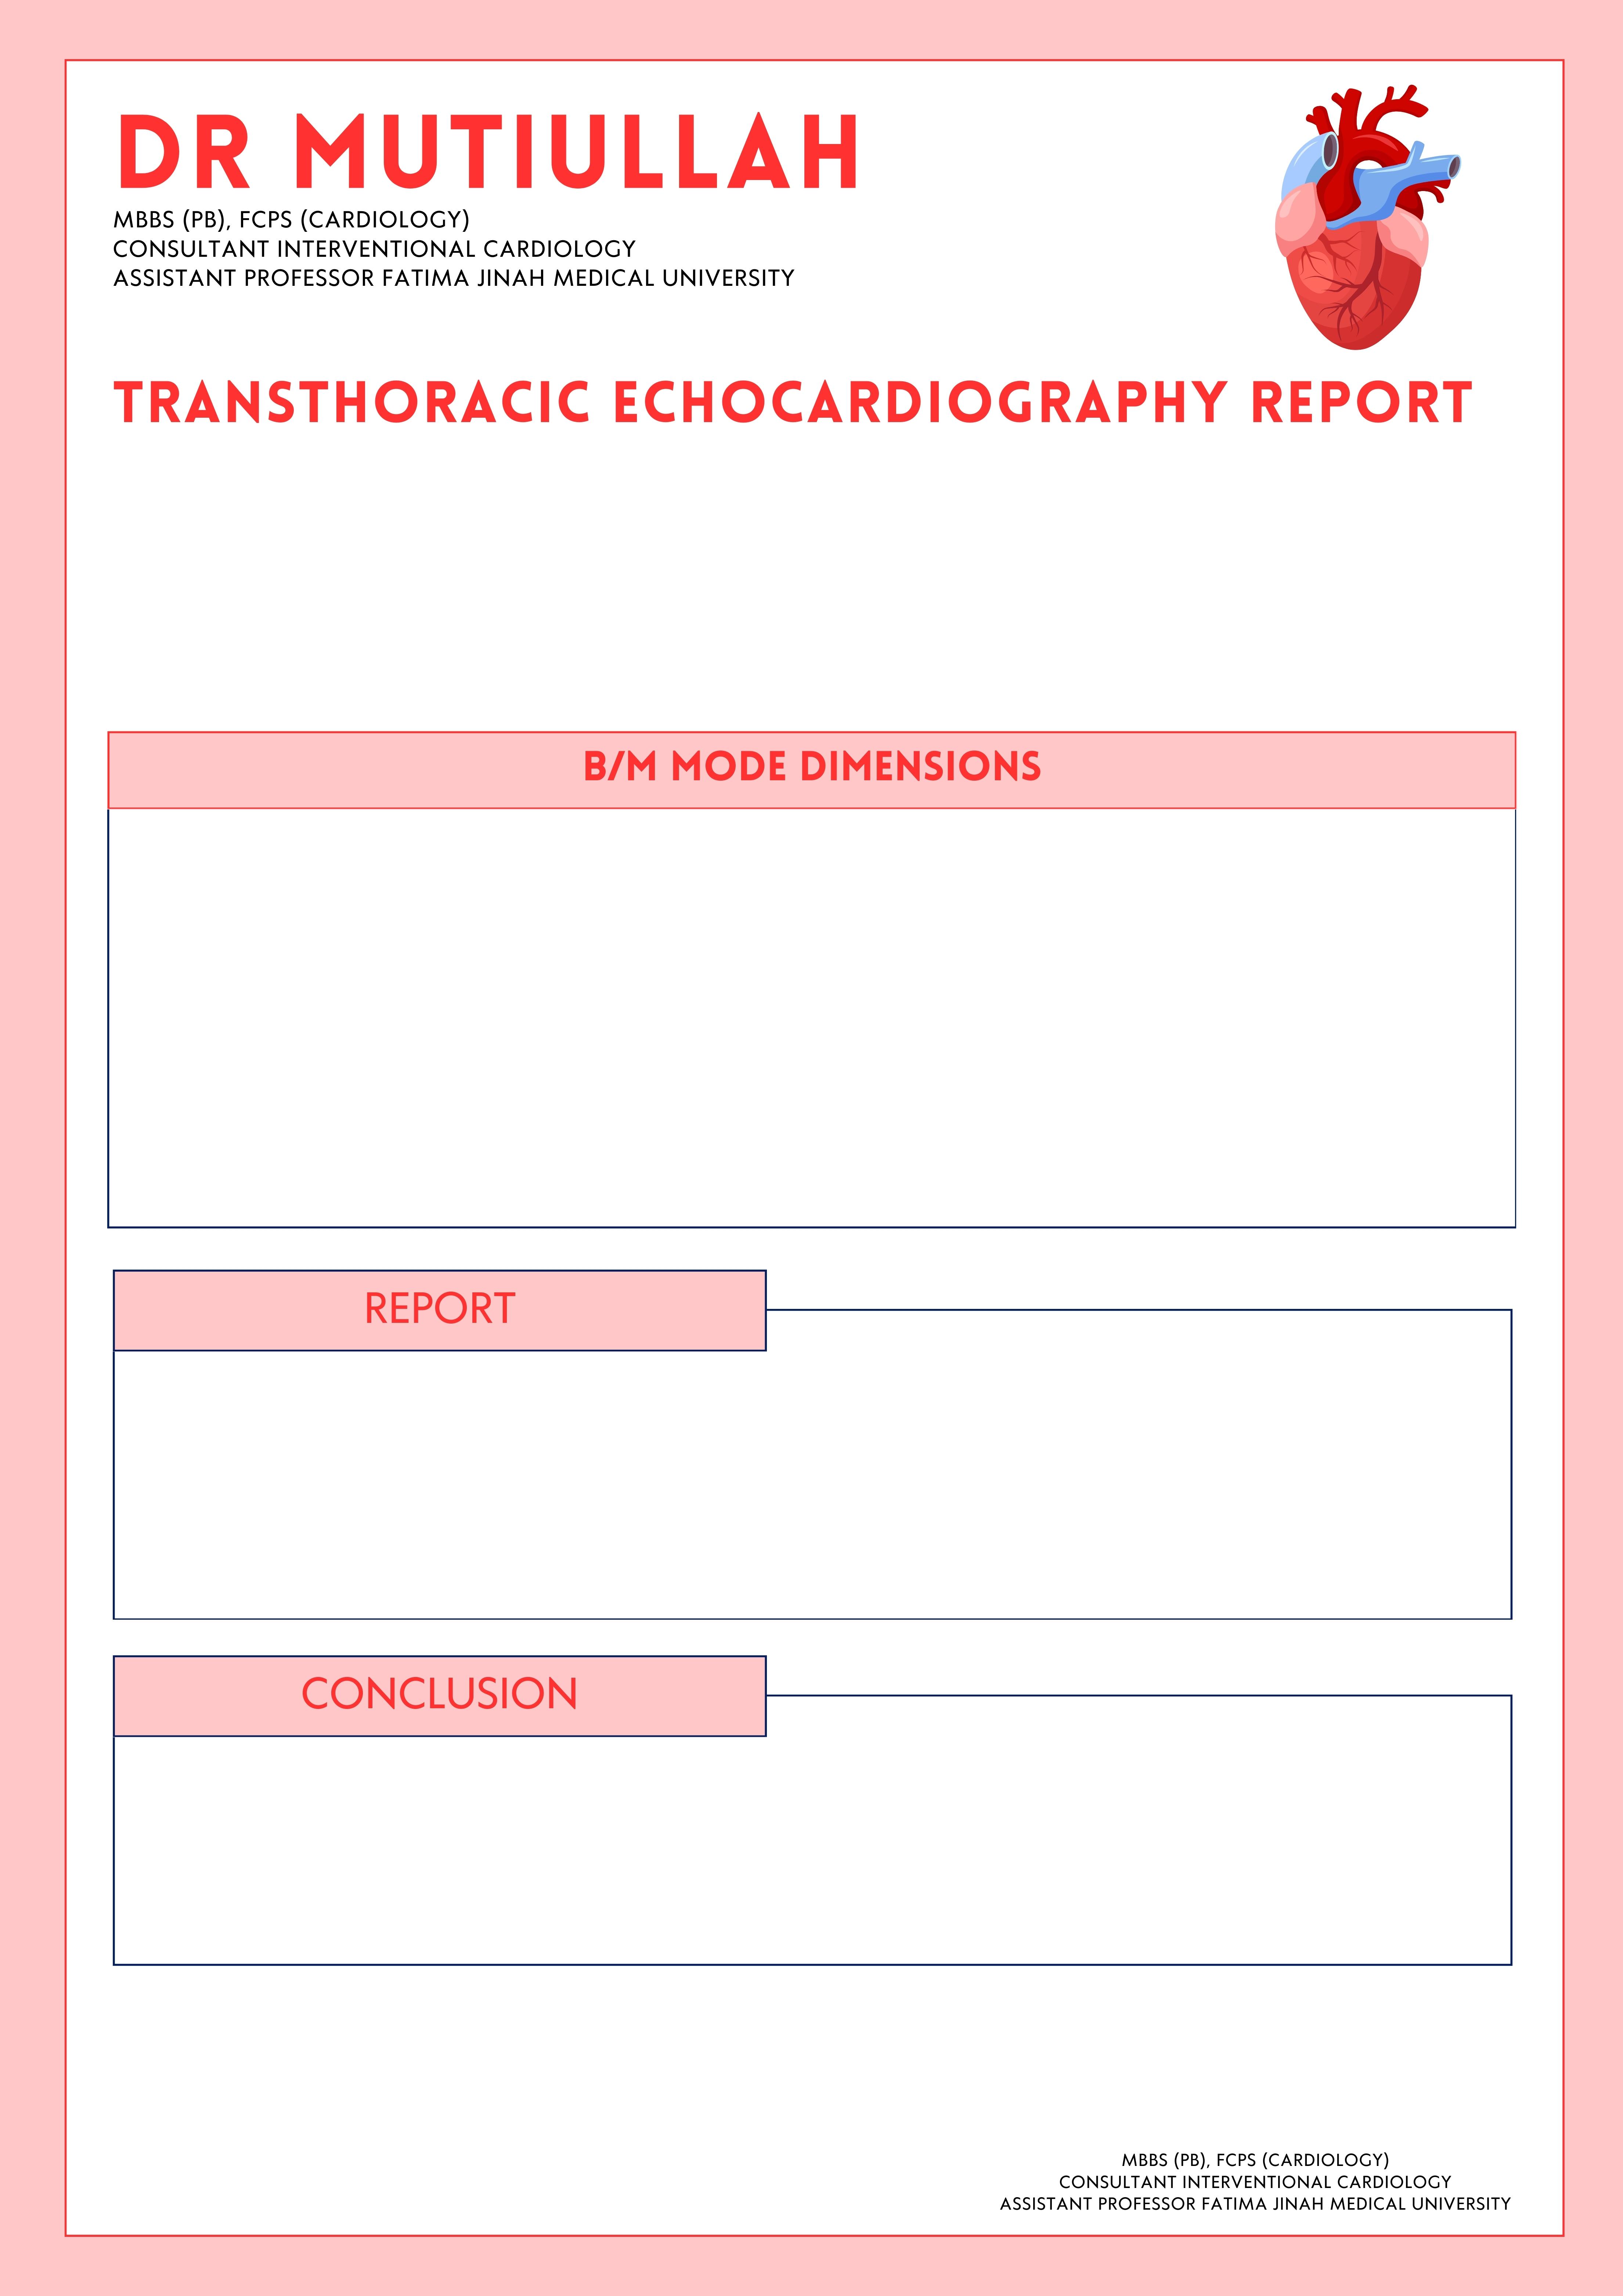 DR MUTIULLAH
MBBS (PB), FCPS (CARDIOLOGY)
CONSULTANT INTERVENTIONAL CARDIOLOGY
ASSISTANT PROFESSOR FATIMA JINAH MEDICAL UNIVERSITY
TRANSTHORACIC ECHOCARDIOGRAPHY REPORT
B/M MODE DIMENSIONS
REPORT
CONCLUSION
MBBS (PB), FCPS (CARDIOLOGY)
CONSULTANT INTERVENTIONAL CARDIOLOGY
ASSISTANT PROFESSOR FATIMA JINAH MEDICAL UNIVERSITY